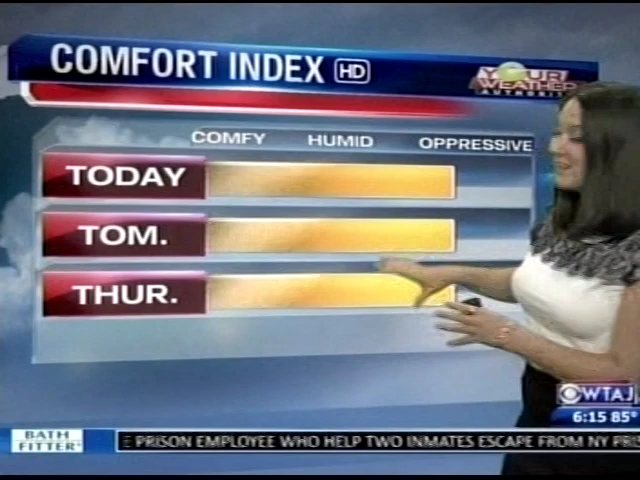 COMFORT INDEX HD
YOUR
WEATHER
AUTHORITY
COMFY HUMID OPPRESSIVE
TODAY
TOM.
THUR.
WTAJ
6:15 85°
BATH
FITTER
PRISON EMPLOYEE WHO HELP TWO INMATES ESCAPE FROM NY PRIS